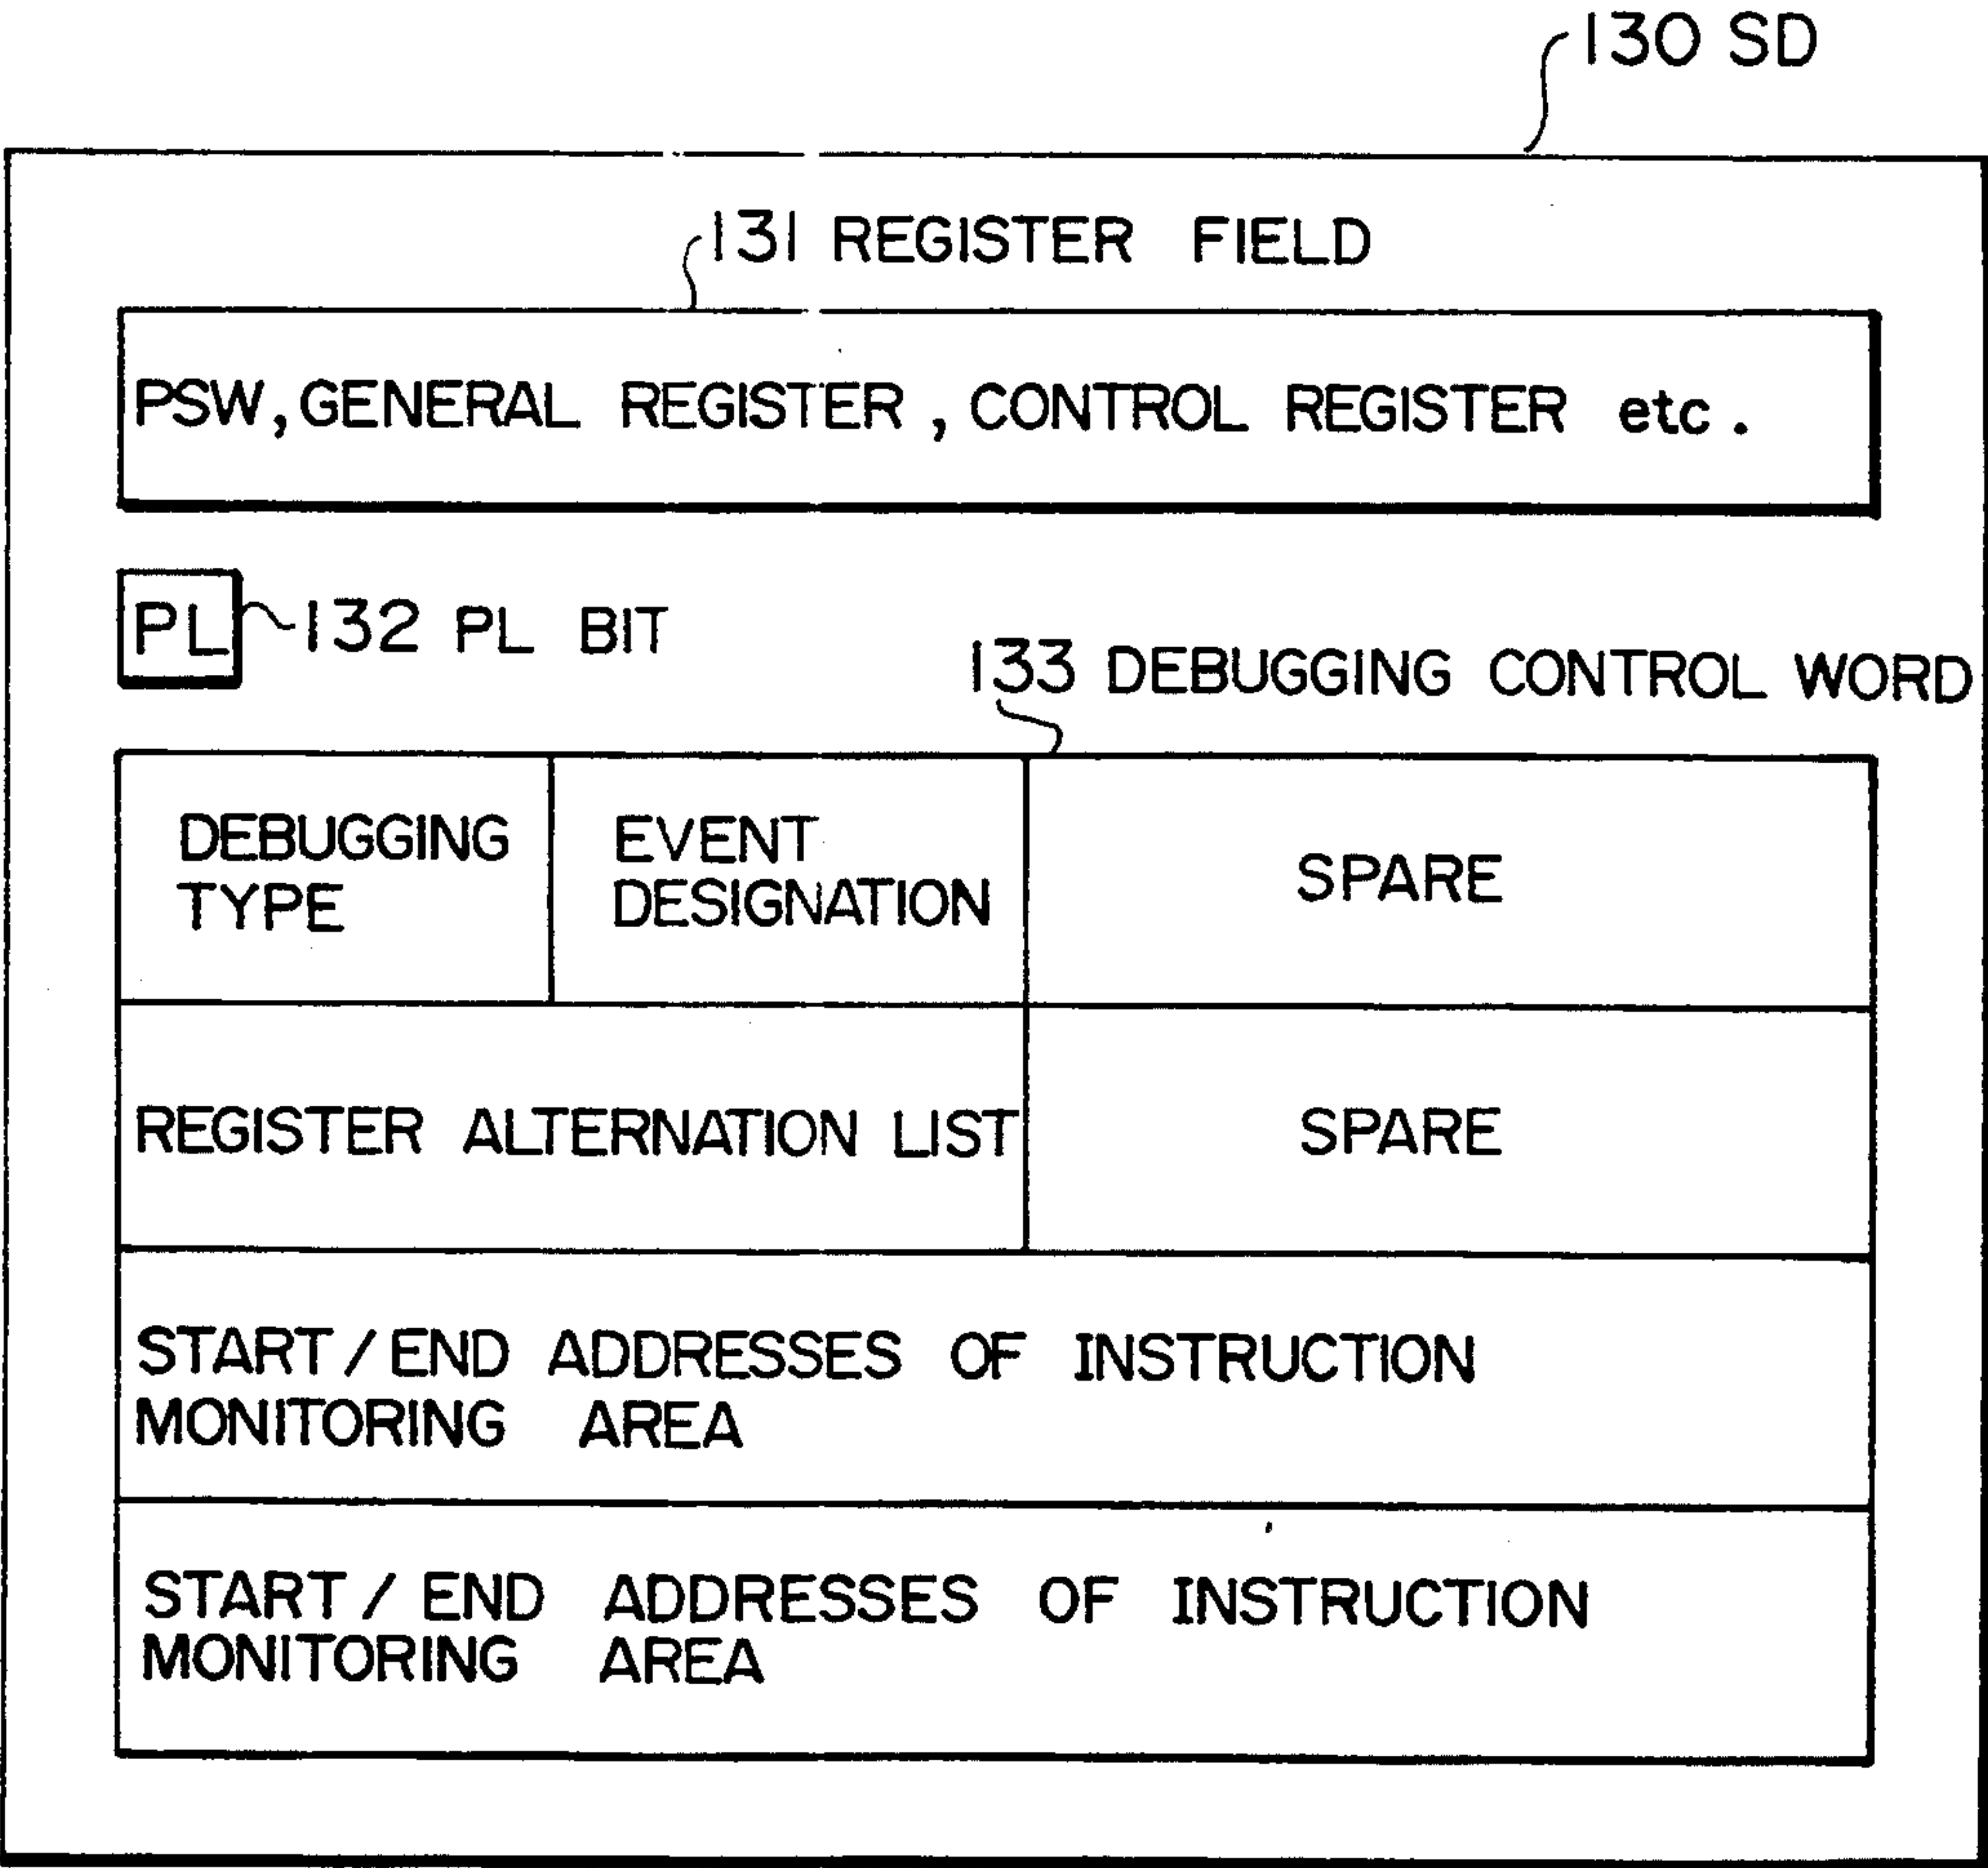 130 SD
131 REGISTER FIELD
PSW, GENERAL REGISTER, CONTROL REGISTER etc.
PL
132 PL BIT
133 DEBUGGING CONTROL WORD
DEBUGGING
TYPE
EVENT
DESIGNATION
SPARE
REGISTER ALTERNATION LIST
SPARE
START/END ADDRESSES OF INSTRUCTION
MONITORING AREA
START/END ADDRESSES OF INSTRUCTION
MONITORING AREA